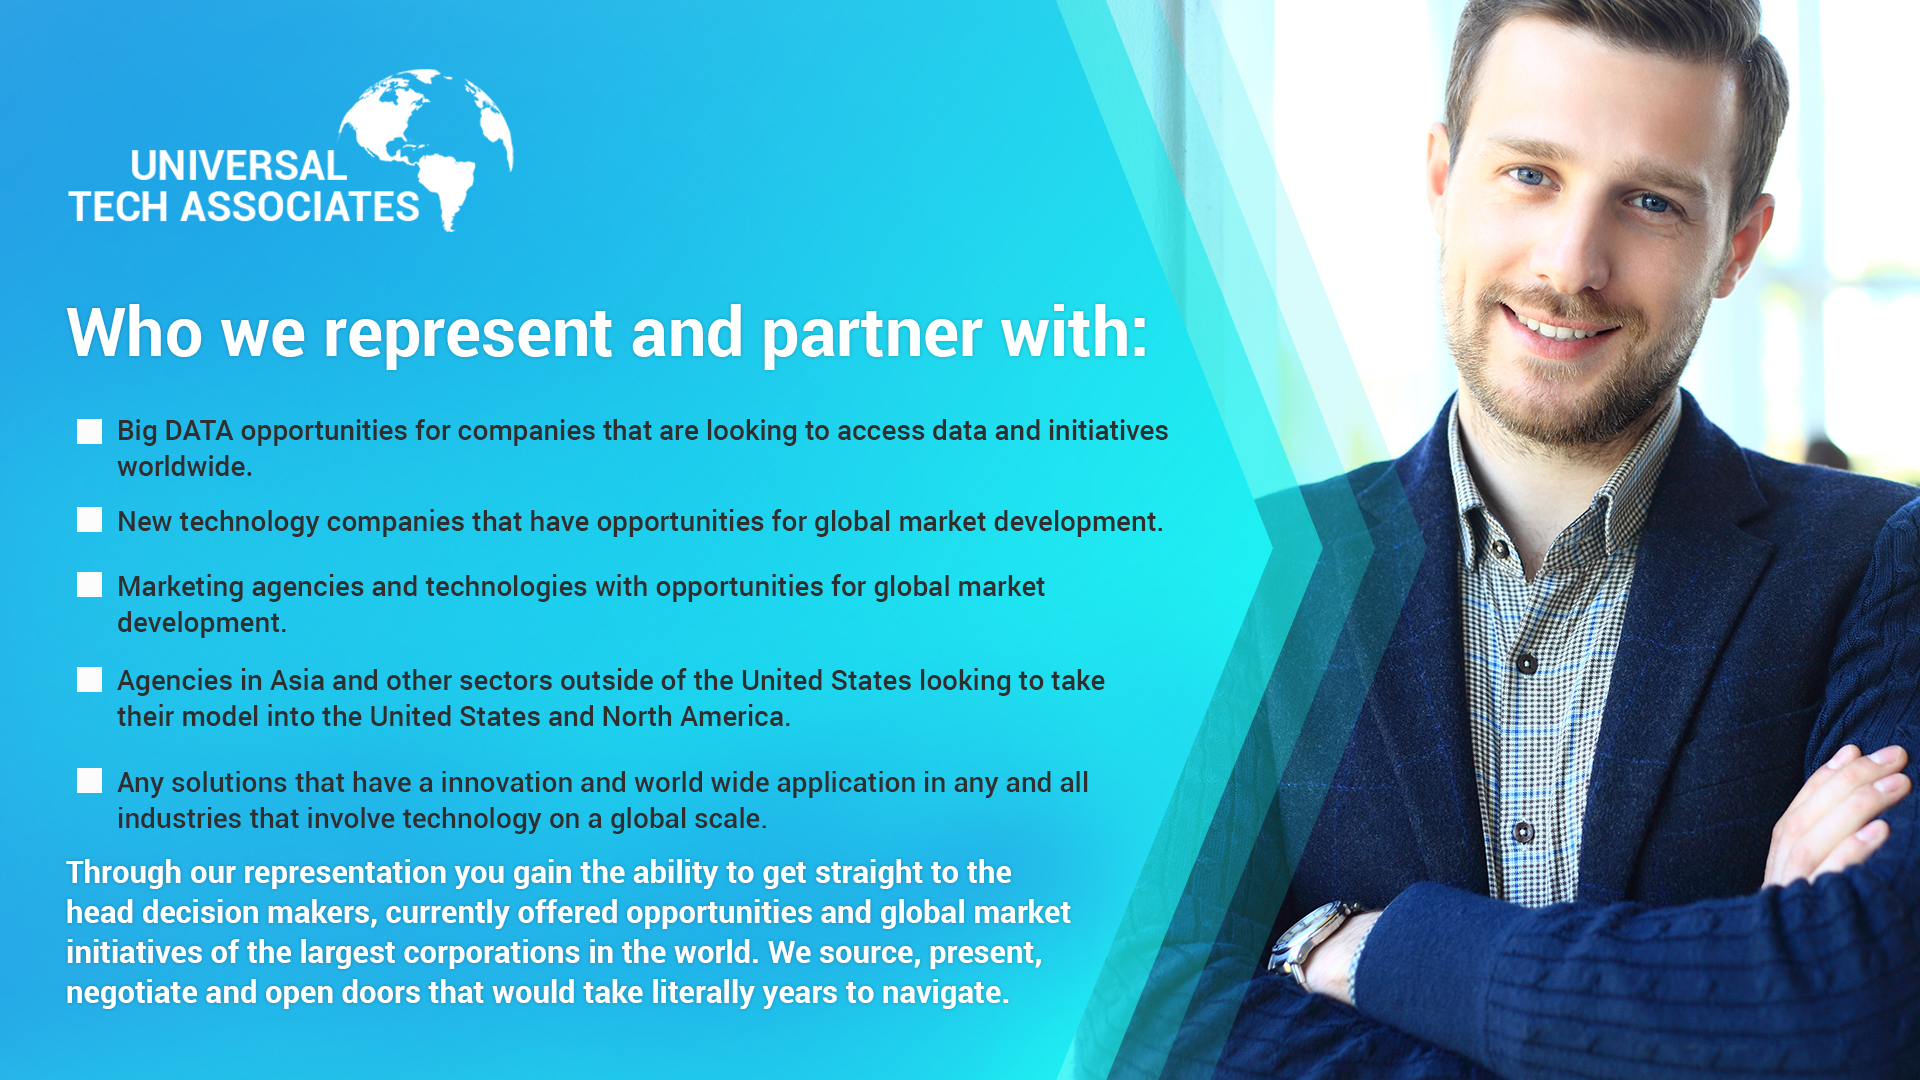 UNIVERSAL
TECH ASSOCIATES
Who we represent and partner with:
Big DATA opportunities for companies that are looking to access data and initiatives
worldwide.
New technology companies that have opportunities for global market development.
Marketing agencies and technologies with opportunities for global market
development.
Agencies in Asia and other sectors outside of the United States looking to take
their model into the United States and North America.
Any solutions that have a innovation and world wide application in any and all
industries that involve technology on a global scale.
Through our representation you gain the ability to get straight to the
head decision makers, currently offered opportunities and global market
initiatives of the largest corporations in the world. We source, present,
negotiate and open doors that would take literally years to navigate.